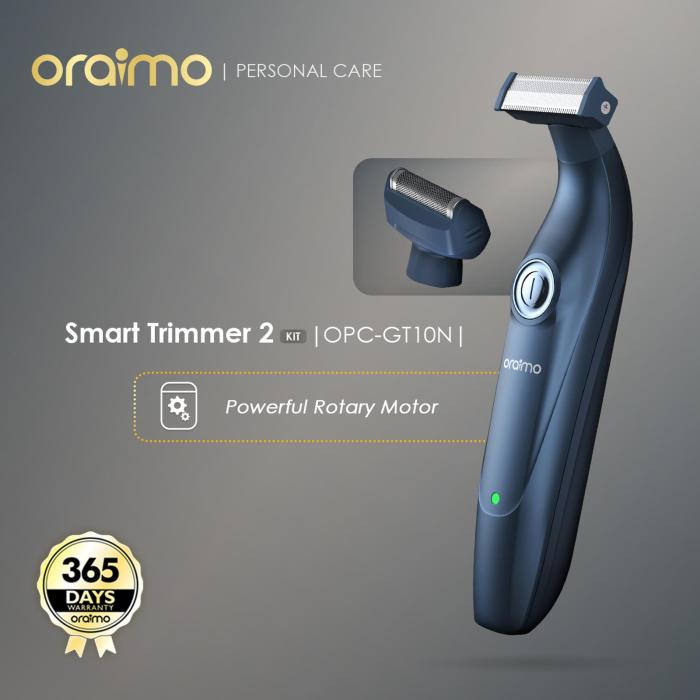 oraimo | PERSONAL CARE
Smart Trimmer 2 KIT |OPC-GT10N|
Powerful Rotary Motor
oraimo
365
DAYS
WARRANTY
oraimo